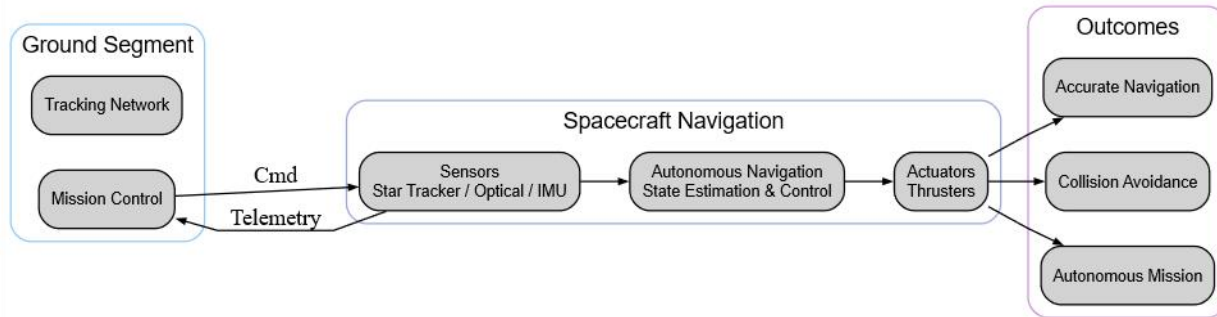 Ground Segment
Tracking Network
Mission Control
Cmd
Telemetry
Spacecraft Navigation
Sensors
Star Tracker / Optical / IMU
Autonomous Navigation
State Estimation & Control
Actuators
Thrusters
Outcomes
Accurate Navigation
Collision Avoidance
Autonomous Mission